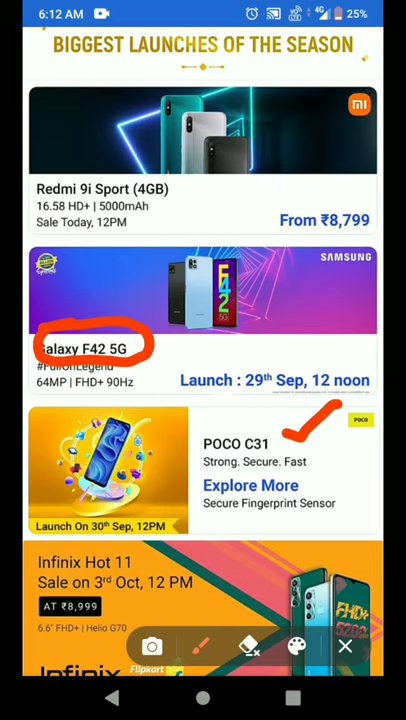 6:12 AM
4G
25%
BIGGEST LAUNCHES OF THE SEASON
mi
Redmi 9i Sport (4GB)
16.58 HD+ | 5000mAh
Sale Today, 12PM
From ₹8,799
SAMSUNG
F42
5G
Galaxy F42 5G
#FullOnLegend
64MP | FHD+ 90Hz
Launch : 29th Sep, 12 noon
POCO
POCO C31
Strong. Secure. Fast
Explore More
Secure Fingerprint Sensor
Launch On 30th Sep, 12PM
Infinix Hot 11
Sale on 3rd Oct, 12 PM
AT ₹8,999
6.6" FHD+ | Helio G70
FHD+
Infinix
Flipkart